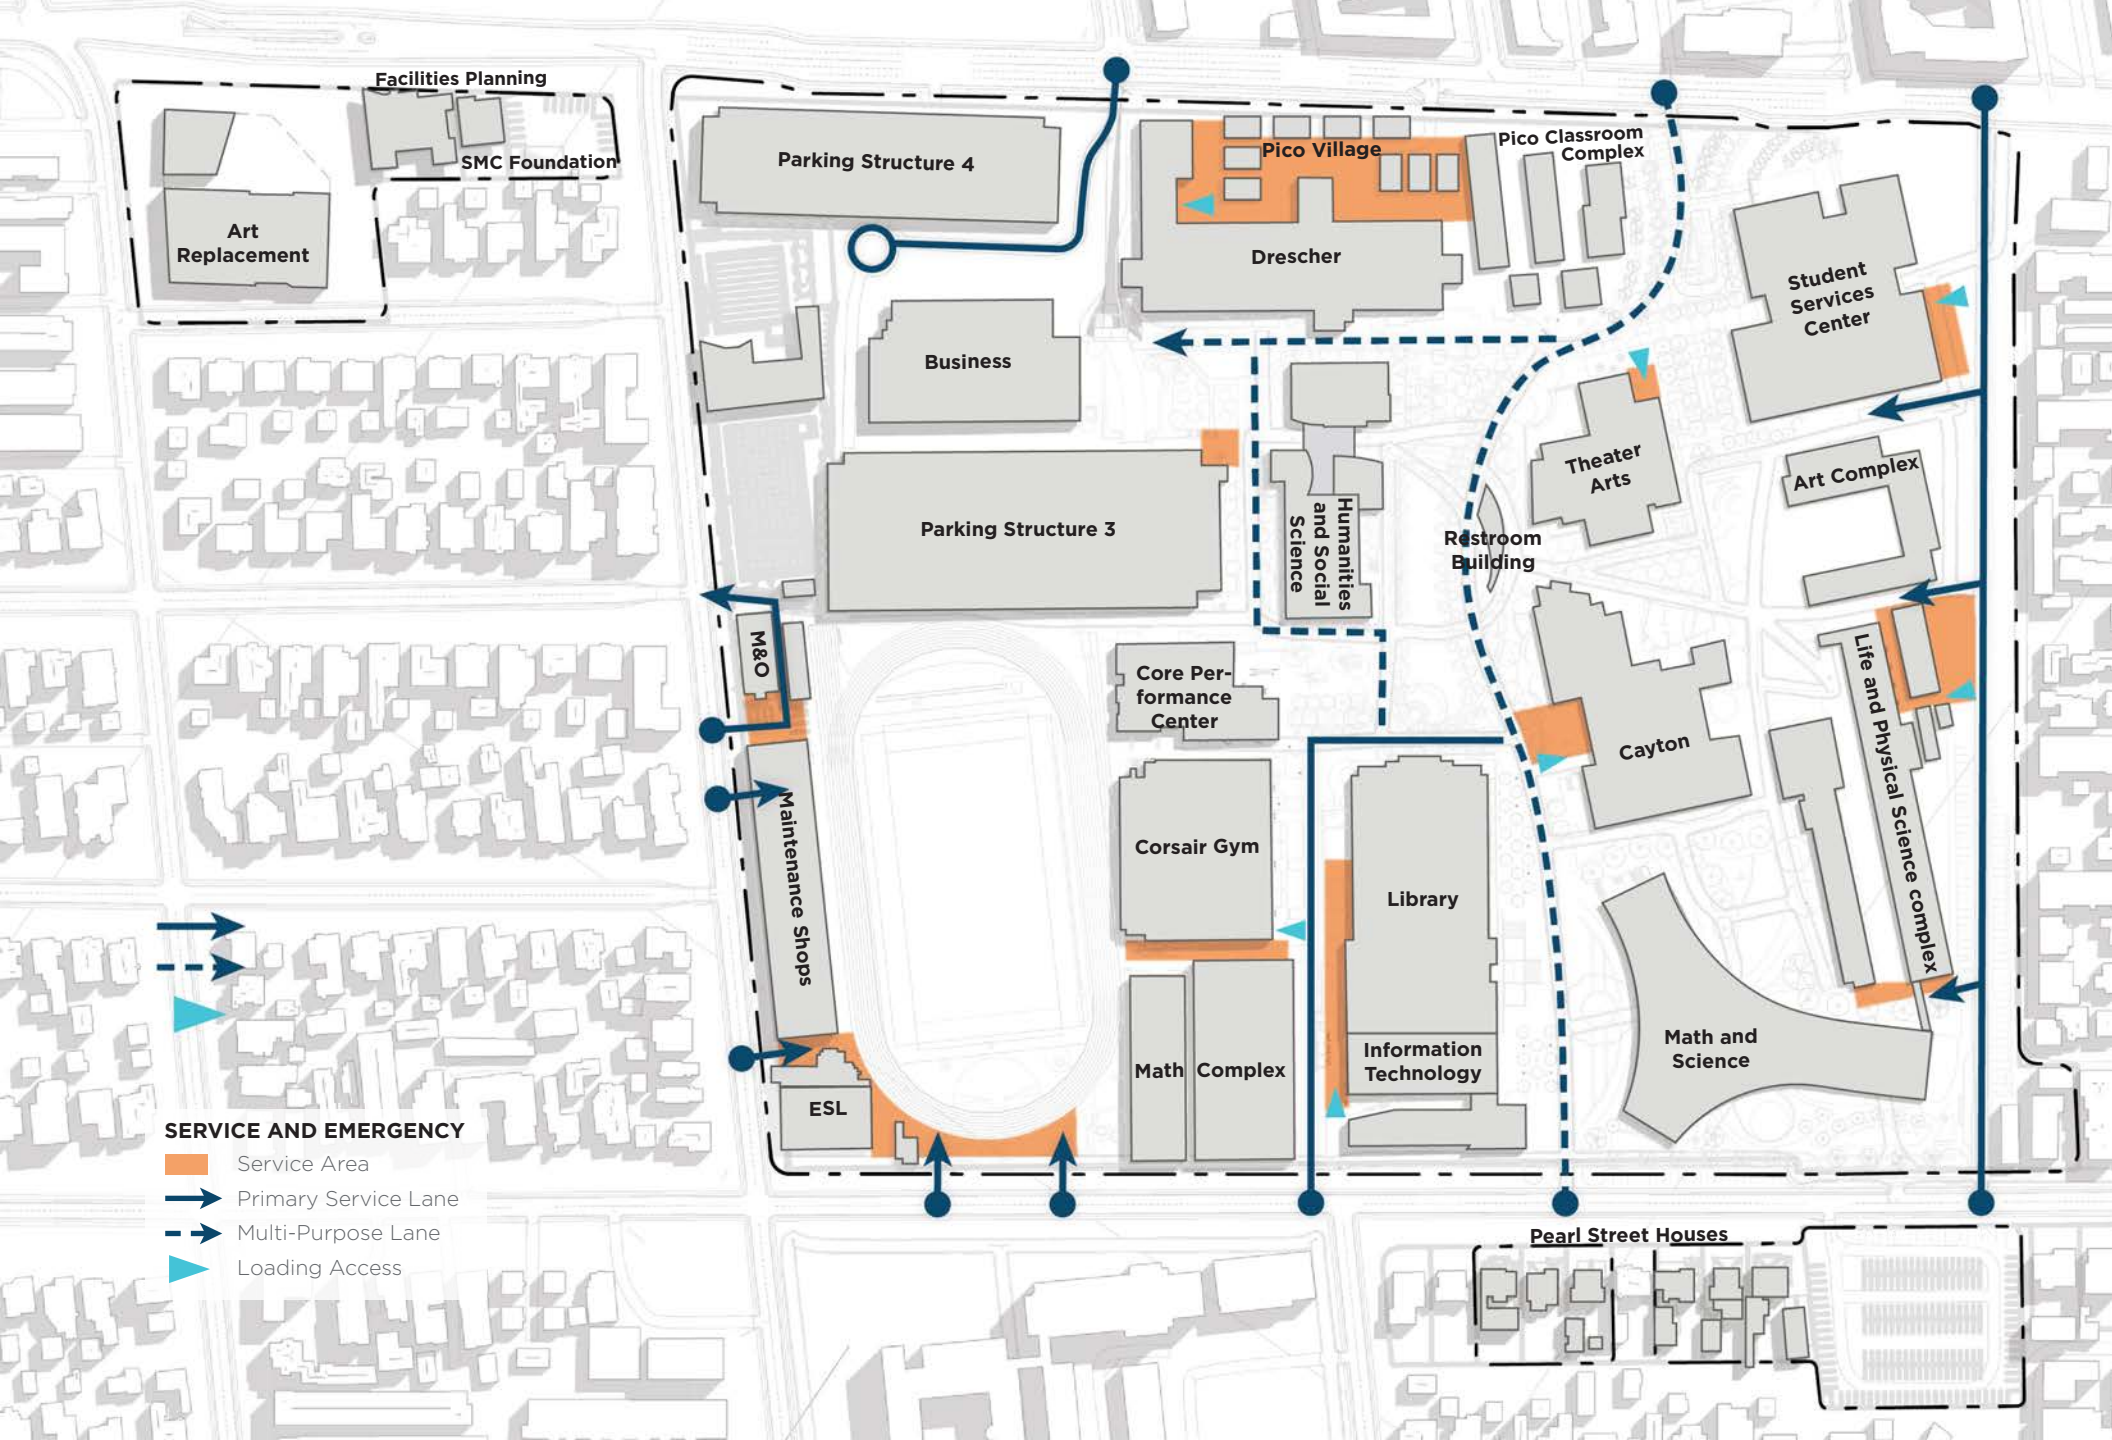 Facilities Planning
SMC Foundation
Art
Replacement
Parking Structure 4
Pico Village
Pico Classroom
Complex
Drescher
Student
Services
Center
Business
Theater
Arts
Art Complex
Parking Structure 3
Humanities
and Social
Science
Restroom
Building
M&O
Core Per-
formance
Center
Life and Physical Science complex
Cayton
Maintenance Shops
Corsair Gym
Library
Math and
Science
Information
Technology
Math
Complex
ESL
SERVICE AND EMERGENCY
Service Area
Primary Service Lane
Multi-Purpose Lane
Loading Access
Pearl Street Houses